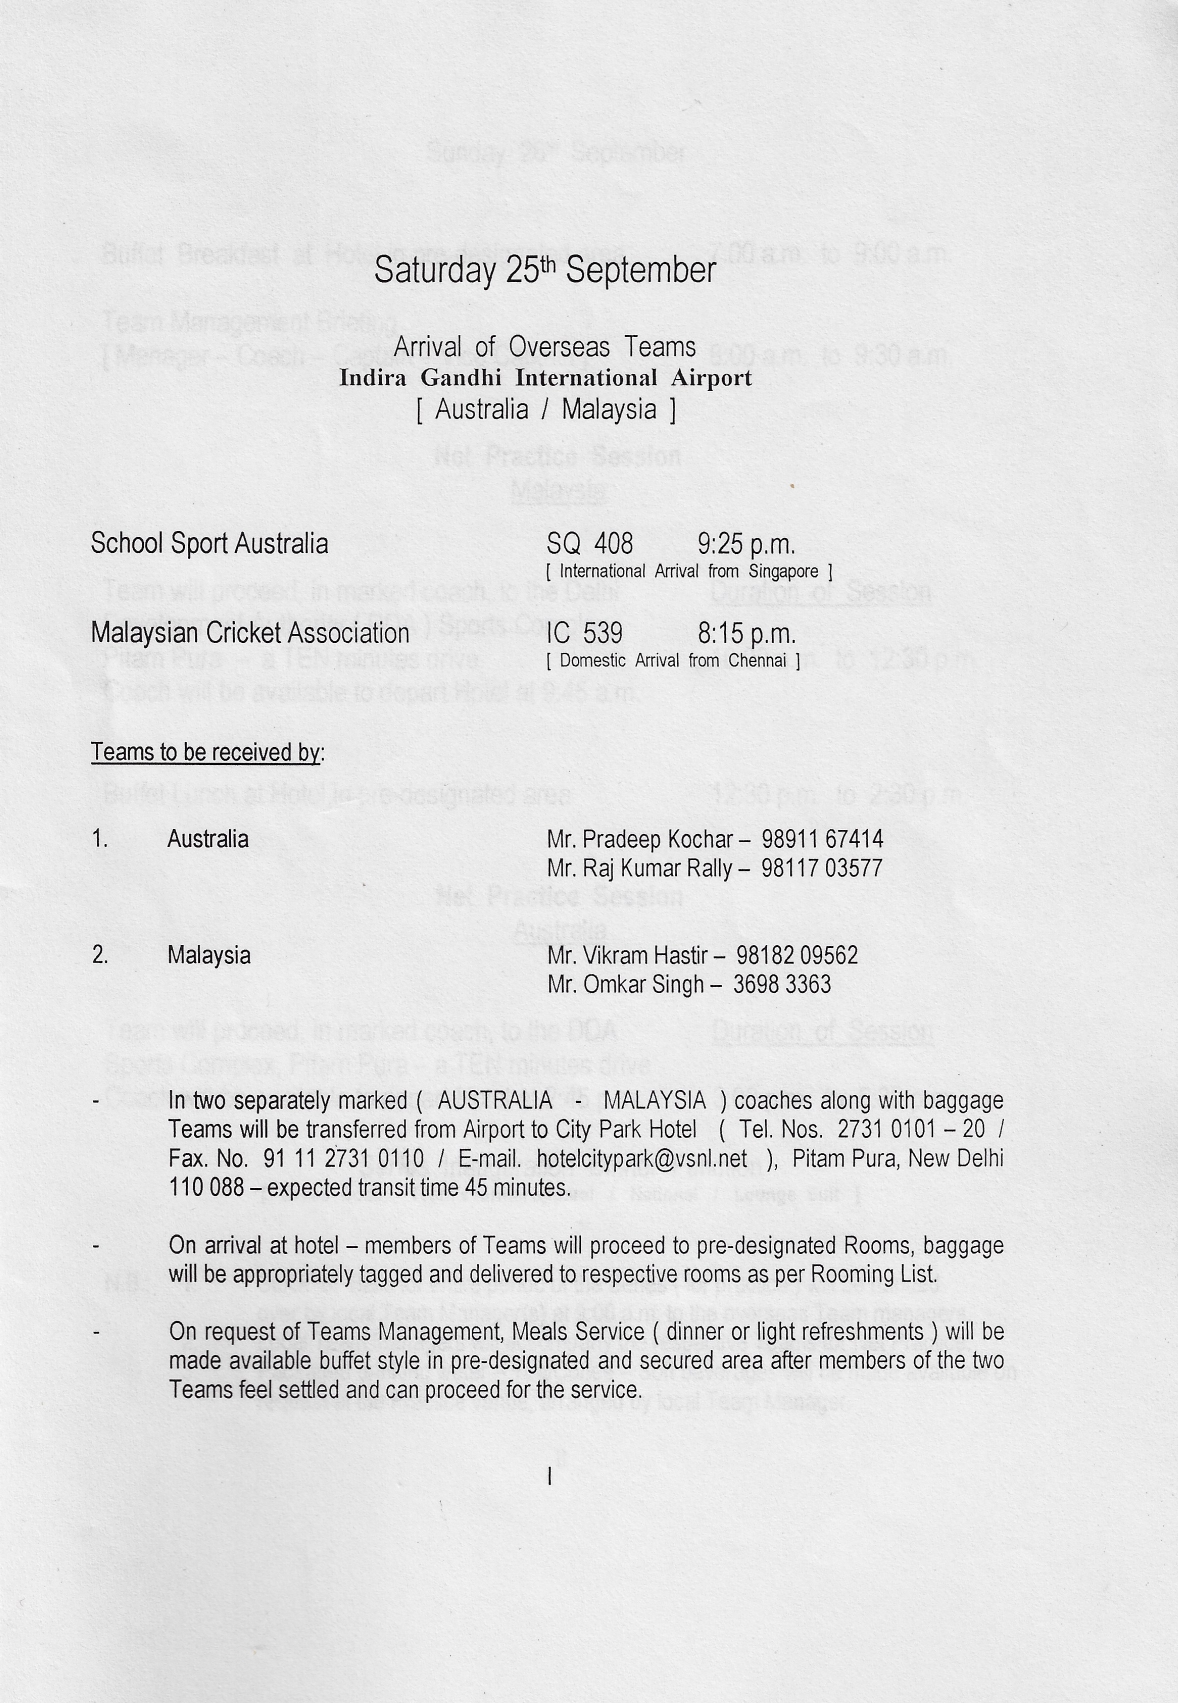 Saturday 25th September
Arrival of Overseas Teams
Indira Gandhi International Airport
[ Australia / Malaysia ]
School Sport Australia SQ 408 9:25 p.m.
[ International Arrival from Singapore ]
Malaysian Cricket Association IC 539 8:15 p.m.
[ Domestic Arrival from Chennai ]
Teams to be received by:
1. Australia Mr. Pradeep Kochar – 98911 67414
Mr. Raj Kumar Rally – 98117 03577
2. Malaysia Mr. Vikram Hastir – 98182 09562
Mr. Omkar Singh – 3698 3363
- In two separately marked ( AUSTRALIA - MALAYSIA ) coaches along with baggage
Teams will be transferred from Airport to City Park Hotel ( Tel. Nos. 2731 0101 – 20 /
Fax. No. 91 11 2731 0110 / E-mail. hotelcitypark@vsnl.net ), Pitam Pura, New Delhi
110 088 – expected transit time 45 minutes.
- On arrival at hotel – members of Teams will proceed to pre-designated Rooms, baggage
will be appropriately tagged and delivered to respective rooms as per Rooming List.
- On request of Teams Management, Meals Service ( dinner or light refreshments ) will be
made available buffet style in pre-designated and secured area after members of the two
Teams feel settled and can proceed for the service.
I